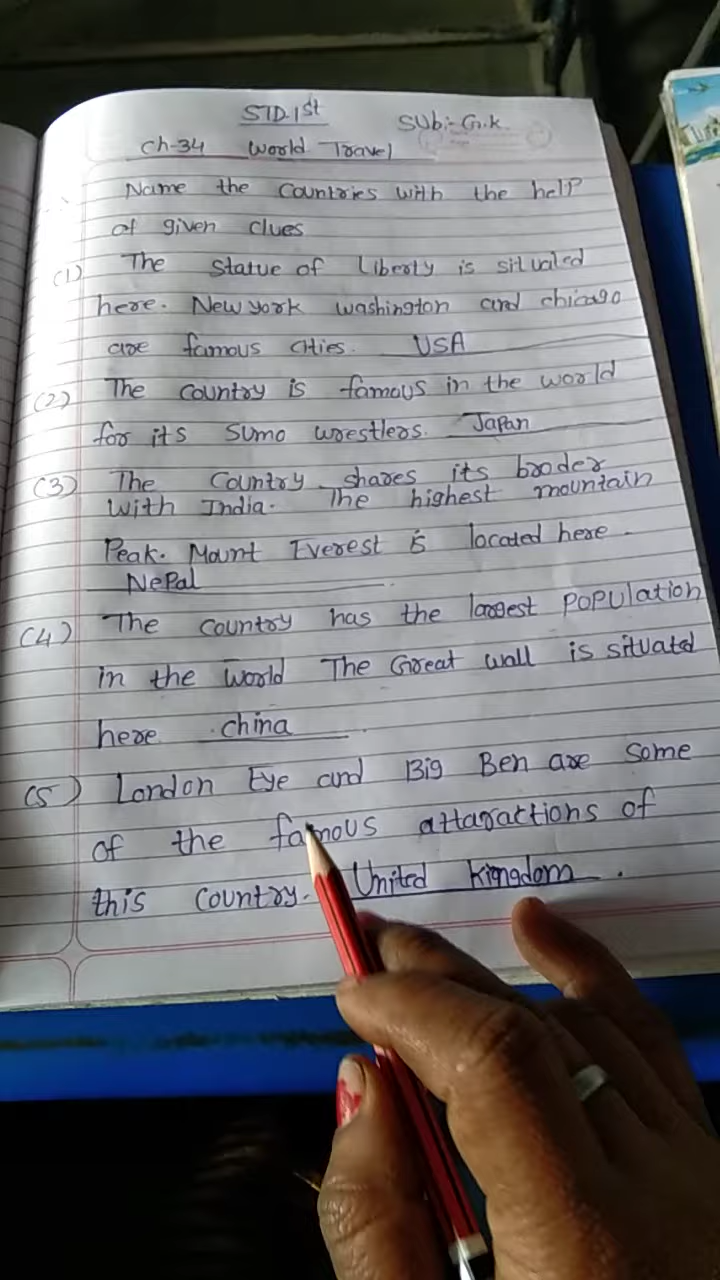 STD.1st Sub:- G.k.
Ch-34 World Travel
Name the Countries with the help
of given clues
(1) The Statue of Liberty is situated
here. New york washington and chicago
are famous cities. USA
(2) The Country is famous in the world
for its Sumo wrestlers. Japan
(3) The Country shares its broder
with India. The highest mountain
Peak. Mount Everest is located here.
Nepal
(4) The country has the largest POPUlation
in the world The Great wall is situated
here china
(5) London Eye and Big Ben are some
of the famous attaractions of
this Country. United kingdom.